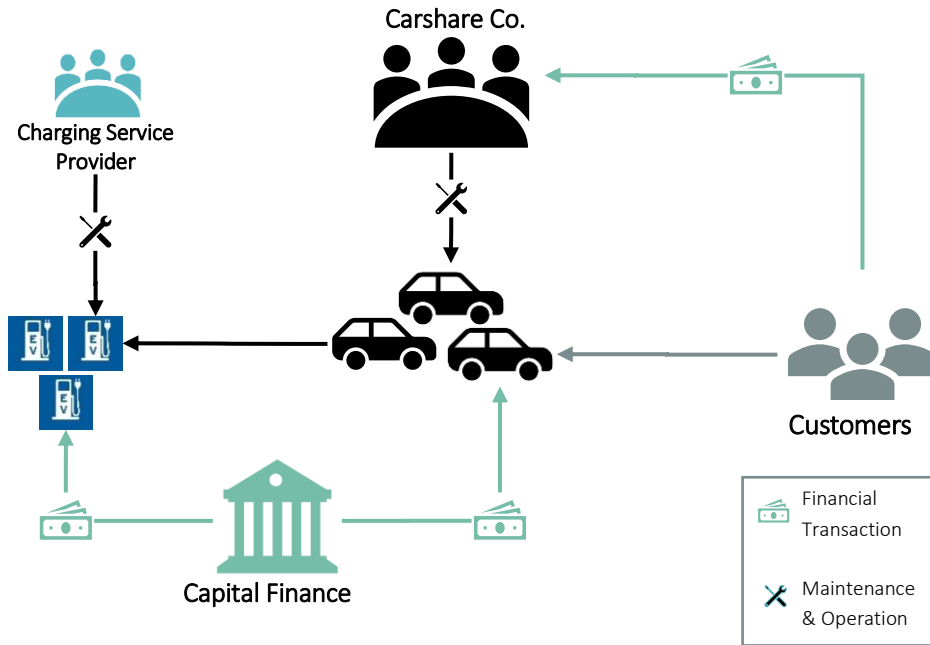 Carshare Co.
Charging Service
Provider
E
V
E
V
E
V
Customers
Capital Finance
Financial
Transaction
Maintenance
& Operation